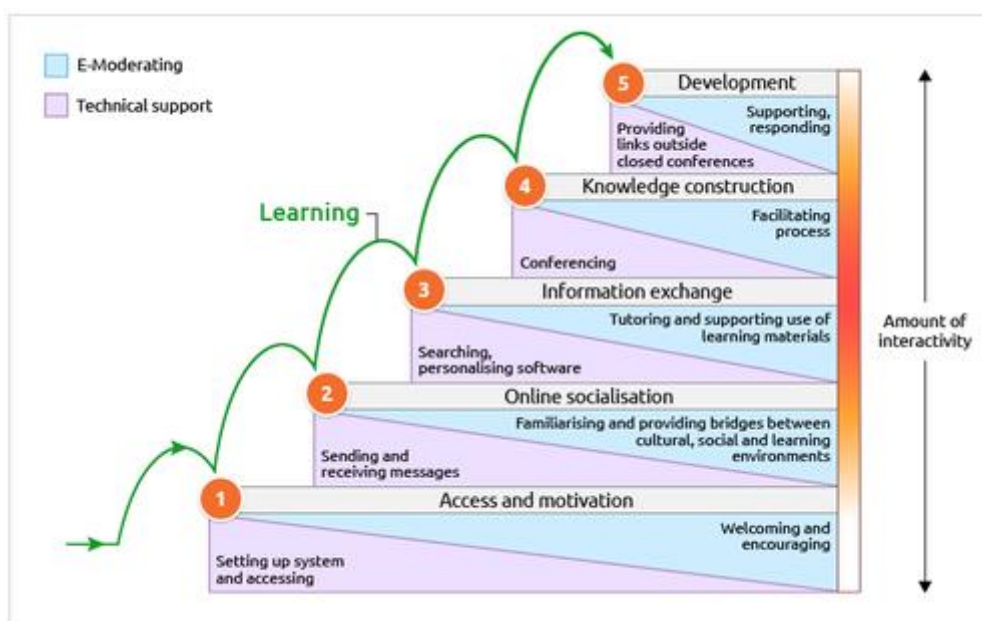 E-Moderating
Technical support
Learning
5
Development
Supporting,
responding
Providing
links outside
closed conferences
4
Knowledge construction
Facilitating
process
Conferencing
3
Information exchange
Tutoring and supporting use of
learning materials
Searching,
personalising software
2
Online socialisation
Familiarising and providing bridges between
cultural, social and learning
environments
Sending and
receiving messages
1
Access and motivation
Welcoming and
encouraging
Setting up system
and accessing
Amount of
interactivity